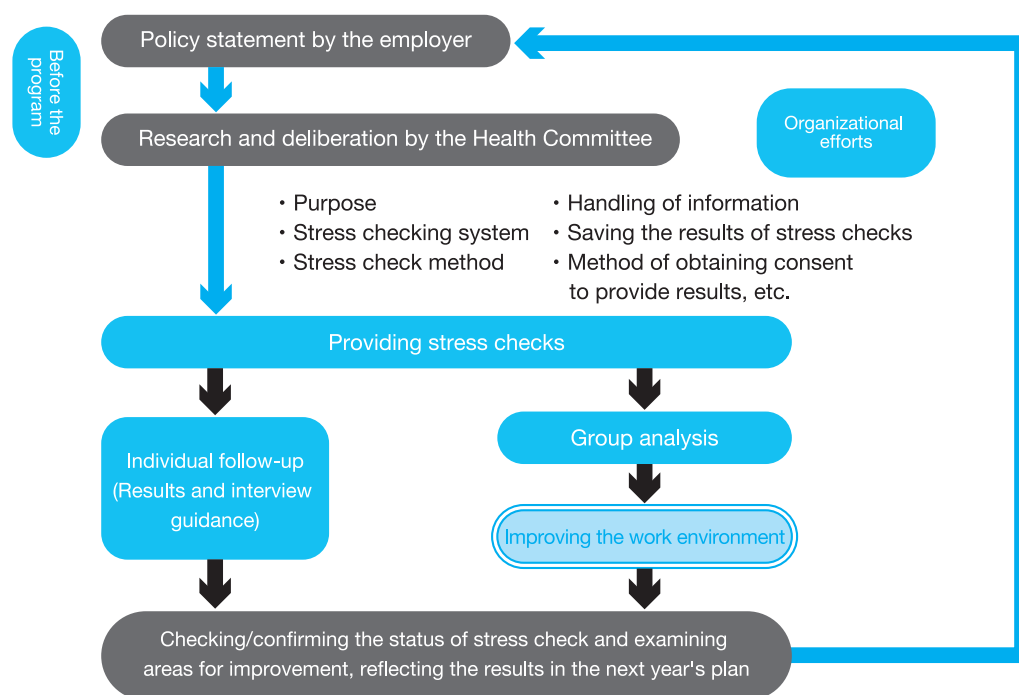 Policy statement by the employer
Before the
program
Research and deliberation by the Health Committee
Organizational
efforts
・Purpose
・Stress checking system
・Stress check method
・Handling of information
・Saving the results of stress checks
・Method of obtaining consent
to provide results, etc.
Providing stress checks
Individual follow-up
(Results and interview
guidance)
Group analysis
Improving the work environment
Checking/confirming the status of stress check and examining
areas for improvement, reflecting the results in the next year's plan